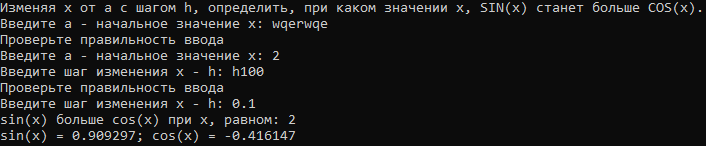 Изменяя x от a с шагом h, определить, при каком значении x, SIN(x) станет больше COS(x).
Введите a - начальное значение x: wqerwqe
Проверьте правильность ввода
Введите a - начальное значение x: 2
Введите шаг изменения x - h: h100
Проверьте правильность ввода
Введите шаг изменения x - h: 0.1
sin(x) больше cos(x) при x, равном: 2
sin(x) = 0.909297; cos(x) = -0.416147